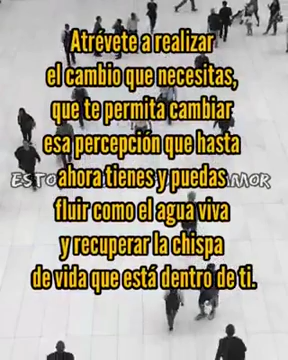 Atrévete a realizar
el cambio que necesitas,
que te permita cambiar
esa percepción que hasta
ahora tienes y puedas
fluir como el agua viva
y recuperar la chispa
de vida que está dentro de ti.